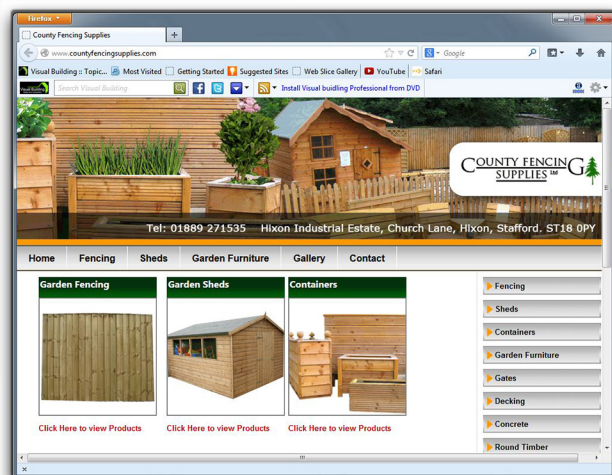 Firefox
County Fencing Supplies
www.countyfencingsupplies.com
Google
Visual Building :: Topic... Most Visited Getting Started Suggested Sites Web Slice Gallery YouTube Safari
Search Visual Building Install Visual buidling Professional from DVD
COUNTY FENCING
SUPPLIES Ltd
Tel: 01889 271535 Hixon Industrial Estate, Church Lane, Hixon, Stafford. ST18 0PY
Home Fencing Sheds Garden Furniture Gallery Contact
Garden Fencing Garden Sheds Containers
Click Here to view Products Click Here to view Products Click Here to view Products
Fencing
Sheds
Containers
Garden Furniture
Gates
Decking
Concrete
Round Timber